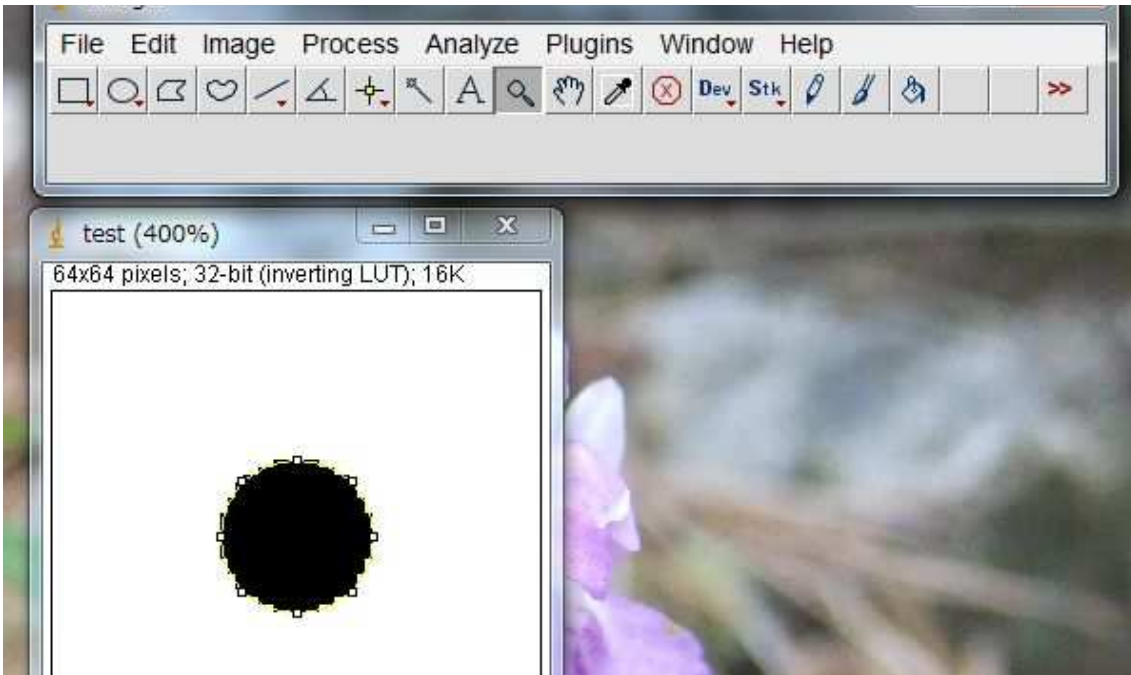 File Edit Image Process Analyze Plugins Window Help
A Dev Stk >>
test (400%)
64x64 pixels; 32-bit (inverting LUT); 16K